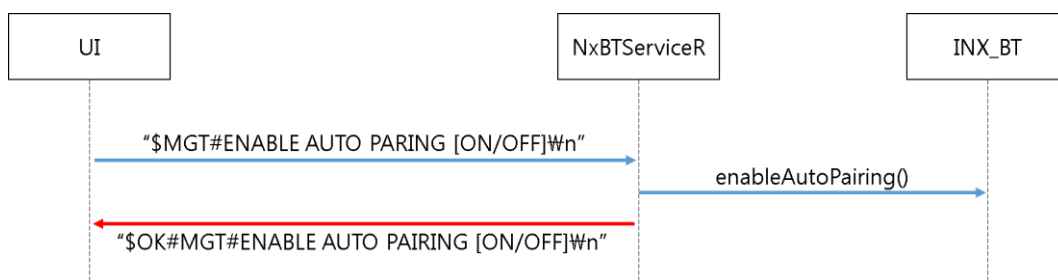 UI
NxBTServiceR
INX_BT
“$MGT#ENABLE AUTO PARING [ON/OFF]₩n”
enableAutoPairing()
“$OK#MGT#ENABLE AUTO PAIRING [ON/OFF]₩n”